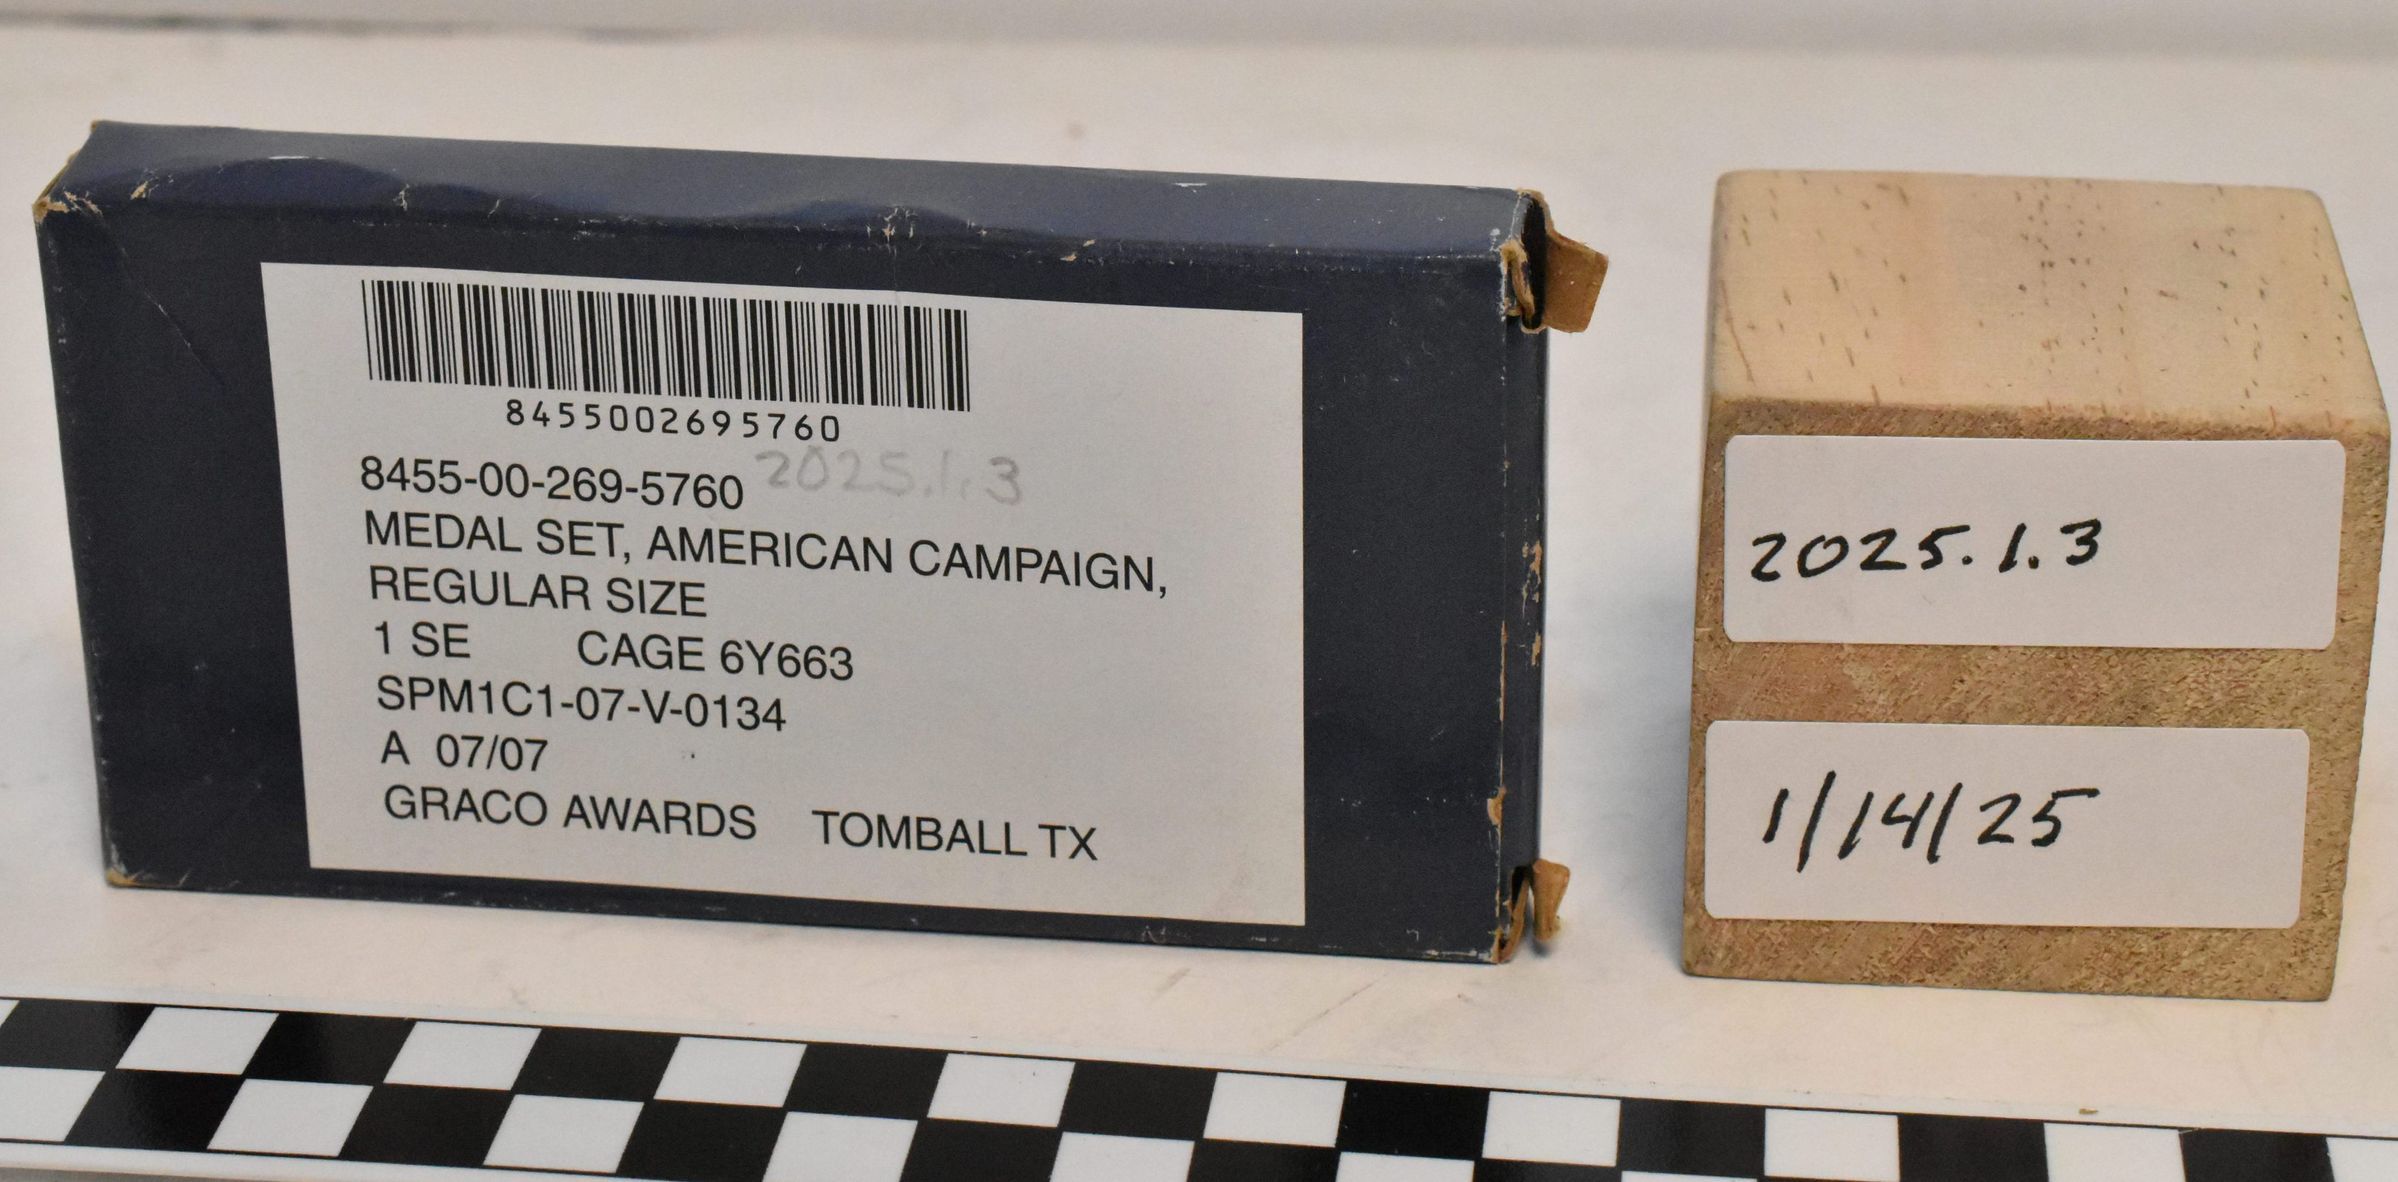 8455002695760
8455-00-269-5760 2025.1.3
MEDAL SET, AMERICAN CAMPAIGN,
REGULAR SIZE
1 SE CAGE 6Y663
SPM1C1-07-V-0134
A 07/07
GRACO AWARDS TOMBALL TX
2025.1.3
1/14/25